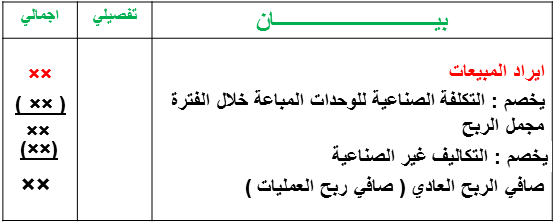 بيـــــــــــــــــــان تفصيلي اجمالي
ايراد المبيعات ××
يخصم : التكلفة الصناعية للوحدات المباعة خلال الفترة ( ×× )
مجمل الربح ××
يخصم : التكاليف غير الصناعية (××)
صافي الربح العادي ( صافي ربح العمليات ) ××